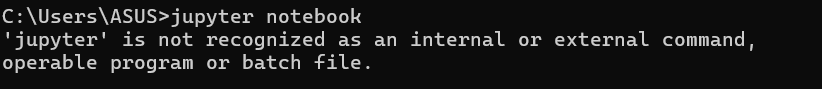 C:\Users\ASUS>jupyter notebook
'jupyter' is not recognized as an internal or external command,
operable program or batch file.